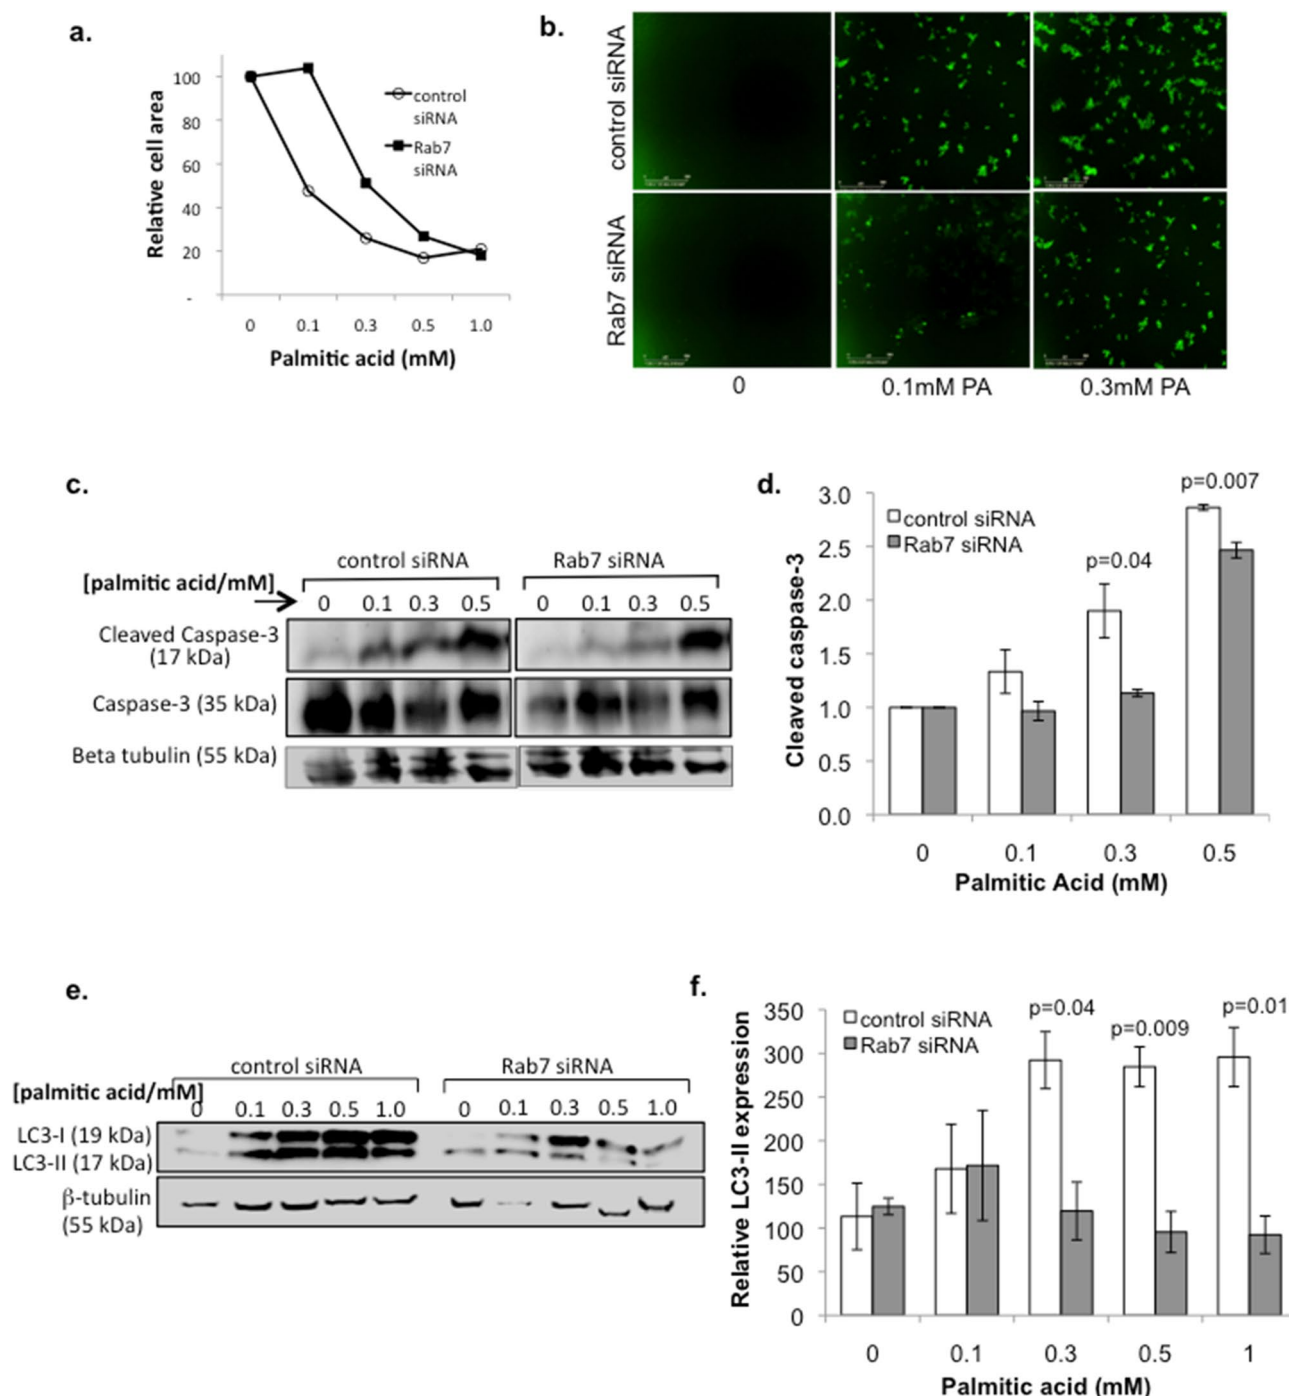 a.
Relative cell area
100
80
60
40
20
-
control
siRNA
Rab7
siRNA
0 0.1 0.3 0.5 1.0
Palmitic acid (mM)
b.
control siRNA
Rab7 siRNA
0 0.1mM PA 0.3mM PA
c.
control siRNA Rab7 siRNA
[palmitic acid/mM]
0 0.1 0.3 0.5 0 0.1 0.3 0.5
Cleaved Caspase-3
(17 kDa)
Caspase-3 (35 kDa)
Beta tubulin (55 kDa)
d.
Cleaved caspase-3
3.0
2.5
2.0
1.5
1.0
0.5
0.0
control siRNA
Rab7 siRNA
p=0.04
p=0.007
0 0.1 0.3 0.5
Palmitic Acid (mM)
e.
control siRNA Rab7 siRNA
[palmitic acid/mM]
0 0.1 0.3 0.5 1.0 0 0.1 0.3 0.5 1.0
LC3-I (19 kDa)
LC3-II (17 kDa)
β-tubulin
(55 kDa)
f.
Relative LC3-II expression
350
300
250
200
150
100
50
0
control siRNA
Rab7 siRNA
p=0.04
p=0.009
p=0.01
0 0.1 0.3 0.5 1
Palmitic acid (mM)